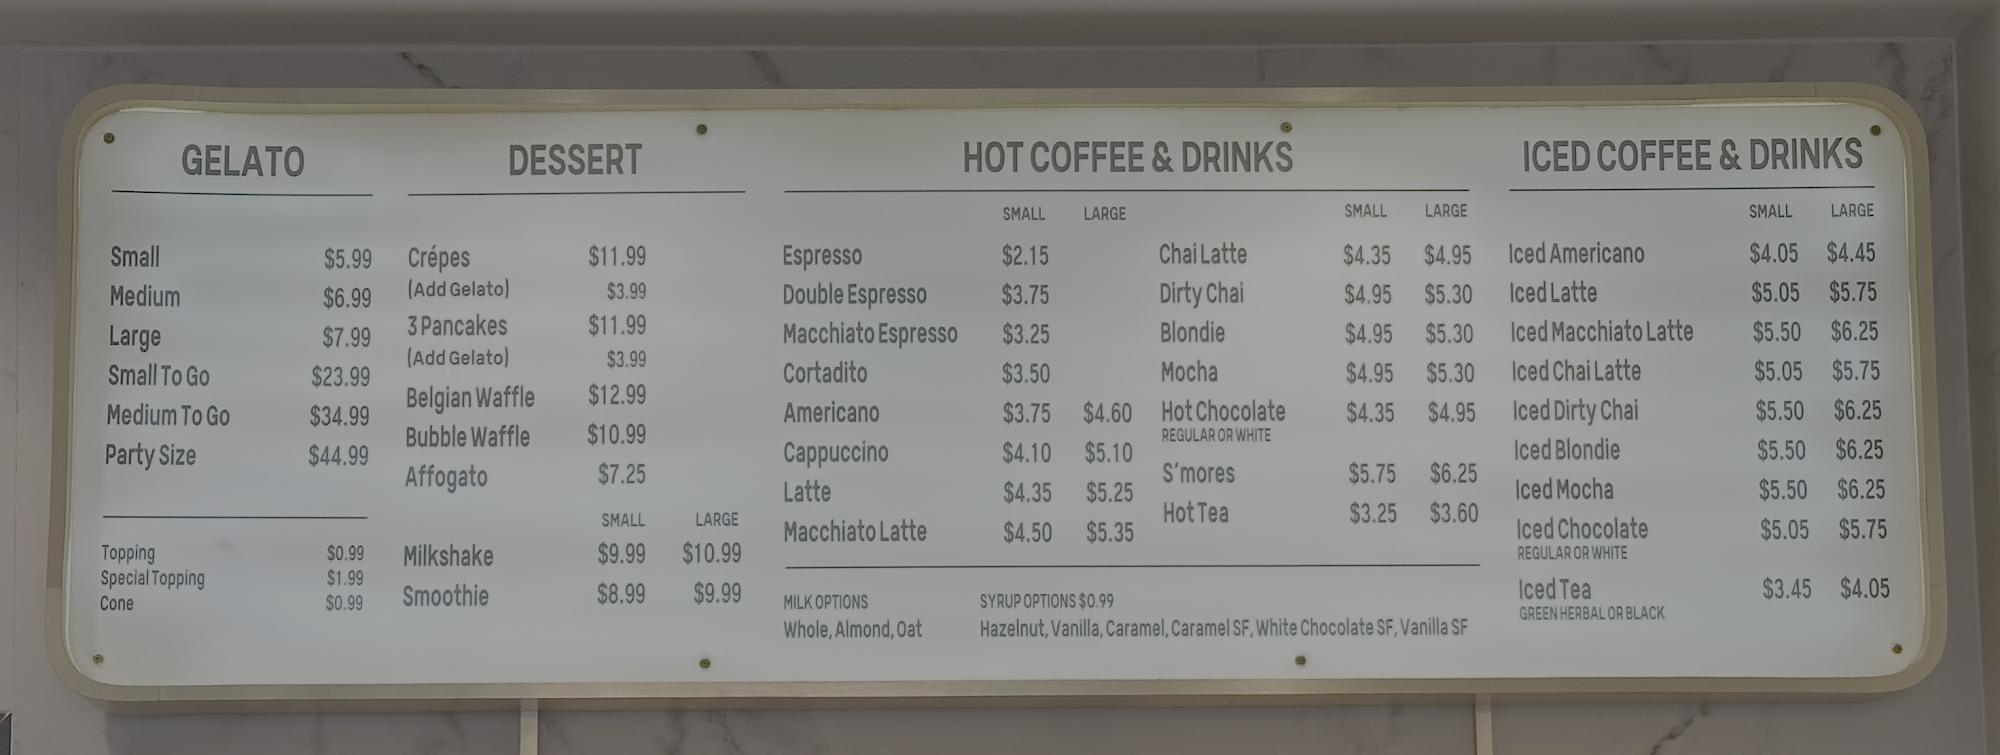 GELATO
Small $5.99
Medium $6.99
Large $7.99
Small To Go $23.99
Medium To Go $34.99
Party Size $44.99
Topping $0.99
Special Topping $1.99
Cone $0.99
DESSERT
Crépes $11.99
(Add Gelato) $3.99
3 Pancakes $11.99
(Add Gelato) $3.99
Belgian Waffle $12.99
Bubble Waffle $10.99
Affogato $7.25
SMALL LARGE
Milkshake $9.99 $10.99
Smoothie $8.99 $9.99
HOT COFFEE & DRINKS
SMALL LARGE
Espresso $2.15
Double Espresso $3.75
Macchiato Espresso $3.25
Cortadito $3.50
Americano $3.75 $4.60
Cappuccino $4.10 $5.10
Latte $4.35 $5.25
Macchiato Latte $4.50 $5.35
SMALL LARGE
Chai Latte $4.35 $4.95
Dirty Chai $4.95 $5.30
Blondie $4.95 $5.30
Mocha $4.95 $5.30
Hot Chocolate $4.35 $4.95
REGULAR OR WHITE
S'mores $5.75 $6.25
Hot Tea $3.25 $3.60
MILK OPTIONS
Whole, Almond, Oat
SYRUP OPTIONS $0.99
Hazelnut, Vanilla, Caramel, Caramel SF, White Chocolate SF, Vanilla SF
ICED COFFEE & DRINKS
SMALL LARGE
Iced Americano $4.05 $4.45
Iced Latte $5.05 $5.75
Iced Macchiato Latte $5.50 $6.25
Iced Chai Latte $5.05 $5.75
Iced Dirty Chai $5.50 $6.25
Iced Blondie $5.50 $6.25
Iced Mocha $5.50 $6.25
Iced Chocolate $5.05 $5.75
REGULAR OR WHITE
Iced Tea $3.45 $4.05
GREEN HERBAL OR BLACK